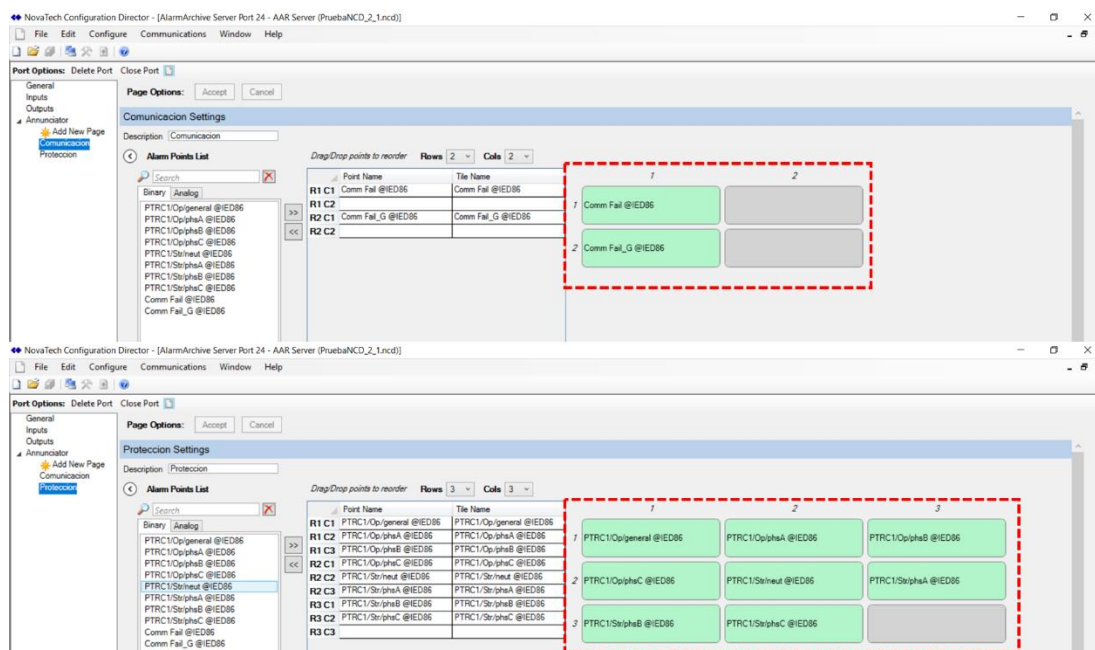 NovaTech Configuration Director - [AlarmArchive Server Port 24 - AAR Server (PruebaNCD_2_1.ncd)]
File Edit Configure Communications Window Help
Port Options: Delete Port Close Port
General
Inputs
Outputs
Annunciator
Add New Page
Comunicacion
Proteccion
Page Options: Accept Cancel
Comunicacion Settings
Description Comunicacion
Alarm Points List
Drag/Drop points to reorder Rows 2 Cols 2
Search
Binary Analog
PTRC1/Op/general @IED86
PTRC1/Op/phsA @IED86
PTRC1/Op/phsB @IED86
PTRC1/Op/phsC @IED86
PTRC1/Str/neut @IED86
PTRC1/Str/phsA @IED86
PTRC1/Str/phsB @IED86
PTRC1/Str/phsC @IED86
Comm Fail @IED86
Comm Fail_G @IED86
>>
<<
Point Name Tile Name
R1 C1 Comm Fail @IED86 Comm Fail @IED86
R1 C2
R2 C1 Comm Fail_G @IED86 Comm Fail_G @IED86
R2 C2
1 2
1 Comm Fail @IED86
2 Comm Fail_G @IED86
NovaTech Configuration Director - [AlarmArchive Server Port 24 - AAR Server (PruebaNCD_2_1.ncd)]
File Edit Configure Communications Window Help
Port Options: Delete Port Close Port
General
Inputs
Outputs
Annunciator
Add New Page
Comunicacion
Proteccion
Page Options: Accept Cancel
Proteccion Settings
Description Proteccion
Alarm Points List
Drag/Drop points to reorder Rows 3 Cols 3
Search
Binary Analog
PTRC1/Op/general @IED86
PTRC1/Op/phsA @IED86
PTRC1/Op/phsB @IED86
PTRC1/Op/phsC @IED86
PTRC1/Str/neut @IED86
PTRC1/Str/phsA @IED86
PTRC1/Str/phsB @IED86
PTRC1/Str/phsC @IED86
Comm Fail @IED86
Comm Fail_G @IED86
>>
<<
Point Name Tile Name
R1 C1 PTRC1/Op/general @IED86 PTRC1/Op/general @IED86
R1 C2 PTRC1/Op/phsA @IED86 PTRC1/Op/phsA @IED86
R1 C3 PTRC1/Op/phsB @IED86 PTRC1/Op/phsB @IED86
R2 C1 PTRC1/Op/phsC @IED86 PTRC1/Op/phsC @IED86
R2 C2 PTRC1/Str/neut @IED86 PTRC1/Str/neut @IED86
R2 C3 PTRC1/Str/phsA @IED86 PTRC1/Str/phsA @IED86
R3 C1 PTRC1/Str/phsB @IED86 PTRC1/Str/phsB @IED86
R3 C2 PTRC1/Str/phsC @IED86 PTRC1/Str/phsC @IED86
R3 C3
1 2 3
1 PTRC1/Op/general @IED86 PTRC1/Op/phsA @IED86 PTRC1/Op/phsB @IED86
2 PTRC1/Op/phsC @IED86 PTRC1/Str/neut @IED86 PTRC1/Str/phsA @IED86
3 PTRC1/Str/phsB @IED86 PTRC1/Str/phsC @IED86